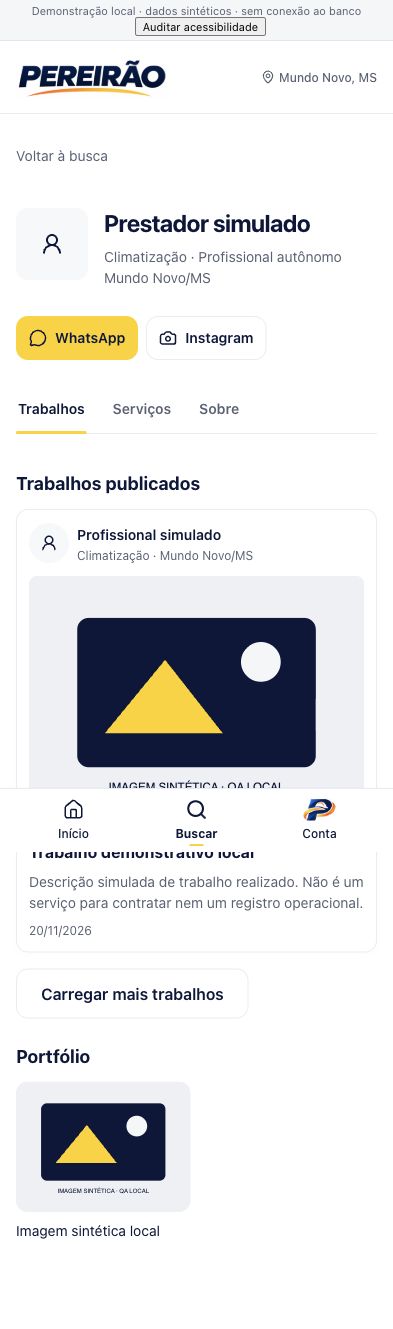 Demonstração local · dados sintéticos · sem conexão ao banco
Auditar acessibilidade
PEREIRÃO
Mundo Novo, MS
Voltar à busca
Prestador simulado
Climatização · Profissional autônomo
Mundo Novo/MS
WhatsApp
Instagram
Trabalhos
Serviços
Sobre
Trabalhos publicados
Profissional simulado
Climatização · Mundo Novo/MS
IMAGEM SINTÉTICA · QA LOCAL
Início
Buscar
Conta
Trabalho demonstrativo local
Descrição simulada de trabalho realizado. Não é um
serviço para contratar nem um registro operacional.
20/11/2026
Carregar mais trabalhos
Portfólio
IMAGEM SINTÉTICA · QA LOCAL
Imagem sintética local